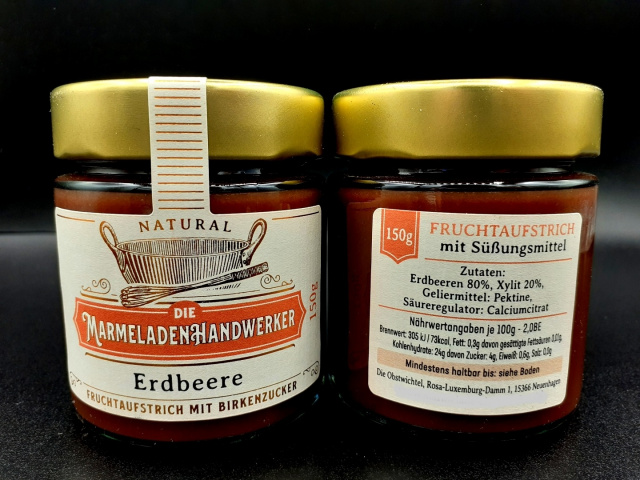 NATURAL
DIE
MARMELADENHANDWERKER
150g
Erdbeere
FRUCHTAUFSTRICH MIT BIRKENZUCKER
150g
FRUCHTAUFSTRICH
mit Süßungsmittel
Zutaten:
Erdbeeren 80%, Xylit 20%,
Geliermittel: Pektine,
Säureregulator: Calciumcitrat
Nährwertangaben je 100g - 2,0BE
Brennwert: 305 kJ / 73kcal, Fett: 0,3g davon gesättigte Fettsäuren 0,03g,
Kohlenhydrate: 24g davon Zucker: 4g, Eiweiß: 0,6g, Salz: 0,0g
Mindestens haltbar bis: siehe Boden
Die Obstwichtel, Rosa-Luxemburg-Damm 1, 15366 Neuenhagen